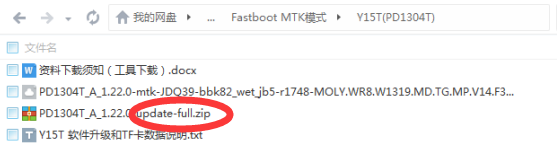 我的网盘 ... Fastboot MTK模式 Y15T(PD1304T)
文件名
资料下载须知（工具下载）.docx
PD1304T_A_1.22.0-mtk-JDQ39-bbk82_wet_jb5-r1748-MOLY.WR8.W1319.MD.TG.MP.V14.F3...
PD1304T_A_1.22.0-update-full.zip
Y15T 软件升级和TF卡数据说明.txt